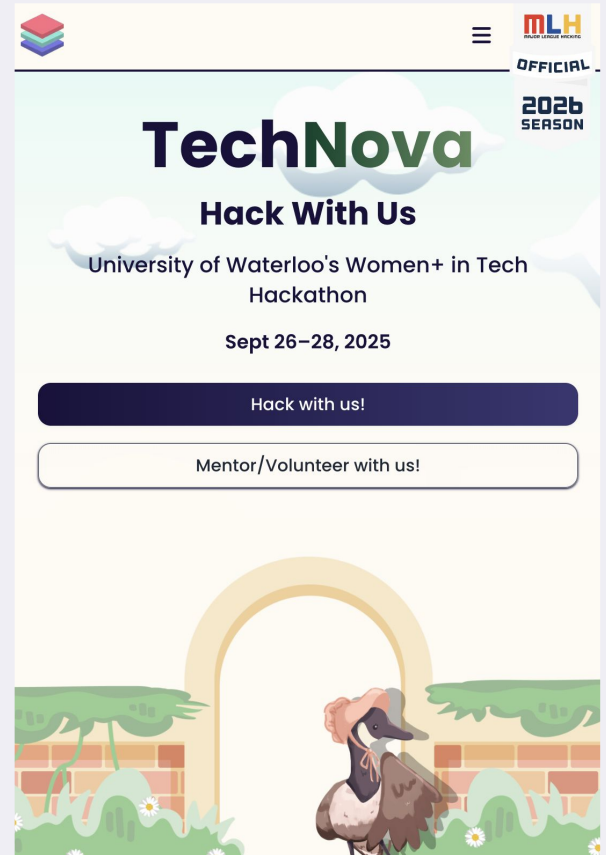 MLH
MAJOR LEAGUE HACKING
OFFICIAL
2026
SEASON
TechNova
Hack With Us
University of Waterloo's Women+ in Tech
Hackathon
Sept 26–28, 2025
Hack with us!
Mentor/Volunteer with us!